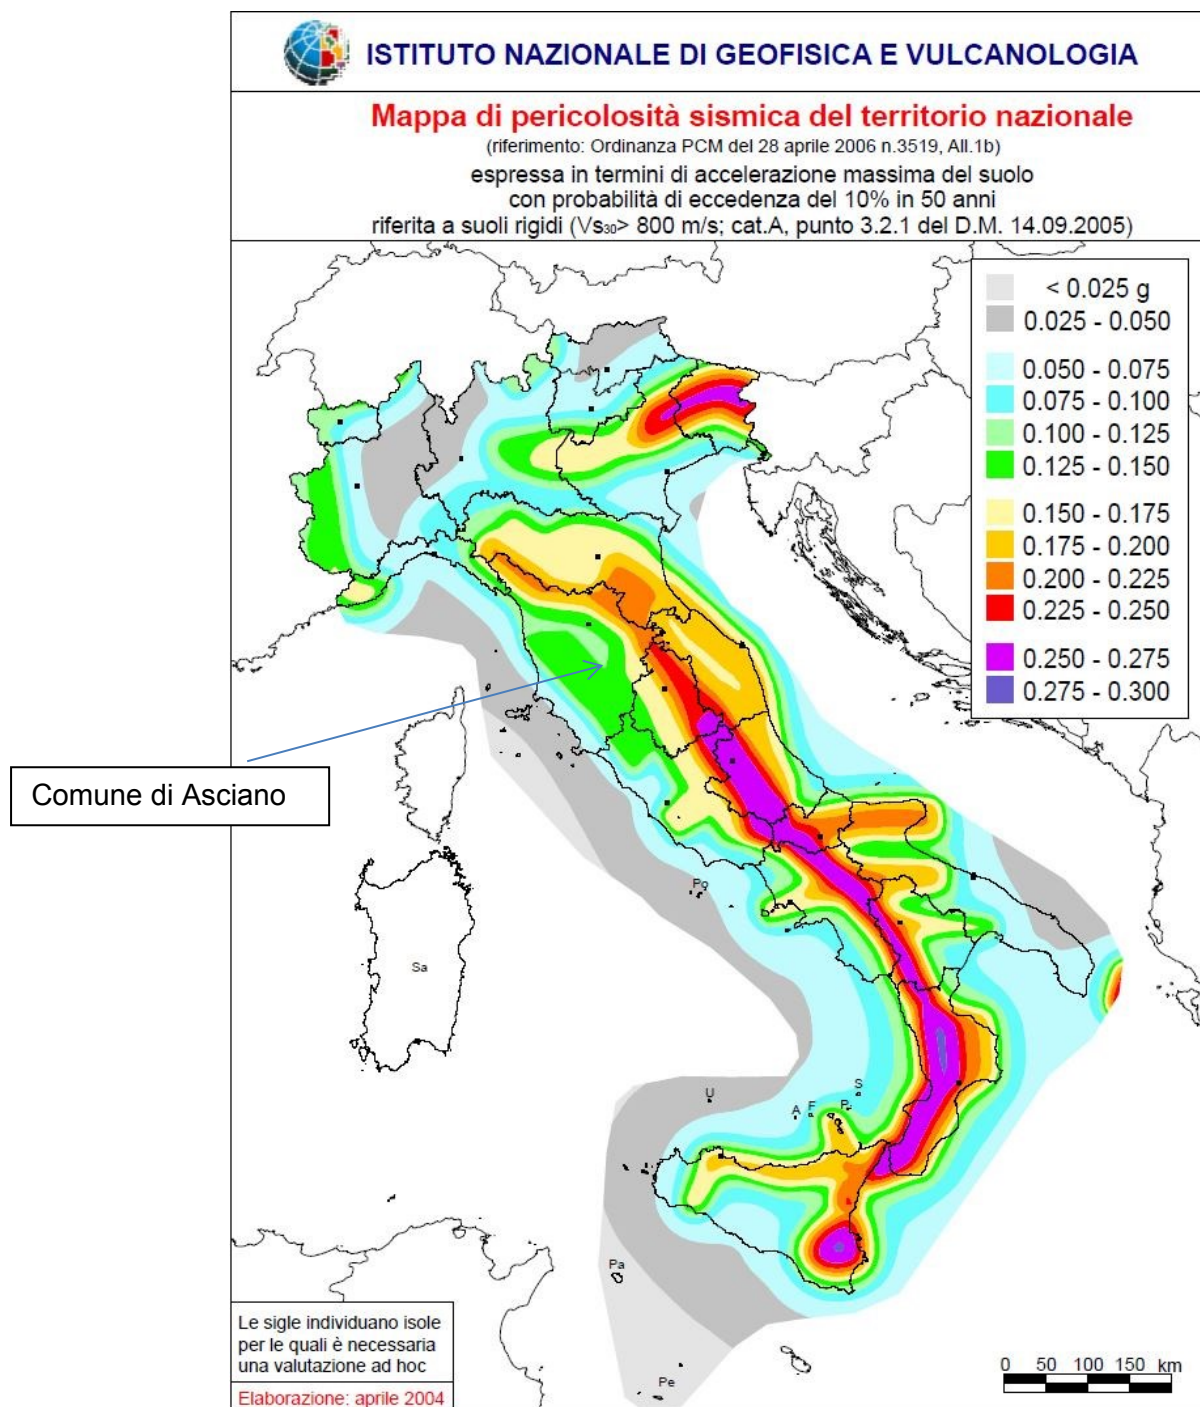 ISTITUTO NAZIONALE DI GEOFISICA E VULCANOLOGIA
Mappa di pericolosità sismica del territorio nazionale
(riferimento: Ordinanza PCM del 28 aprile 2006 n.3519, All.1b)
espressa in termini di accelerazione massima del suolo
con probabilità di eccedenza del 10% in 50 anni
riferita a suoli rigidi (Vs30> 800 m/s; cat.A, punto 3.2.1 del D.M. 14.09.2005)
< 0.025 g
0.025 - 0.050
0.050 - 0.075
0.075 - 0.100
0.100 - 0.125
0.125 - 0.150
0.150 - 0.175
0.175 - 0.200
0.200 - 0.225
0.225 - 0.250
0.250 - 0.275
0.275 - 0.300
Comune di Asciano
Po
Sa
U
A
F
P
S
Pa
Pe
Le sigle individuano isole
per le quali è necessaria
una valutazione ad hoc
Elaborazione: aprile 2004
0 50 100 150 km